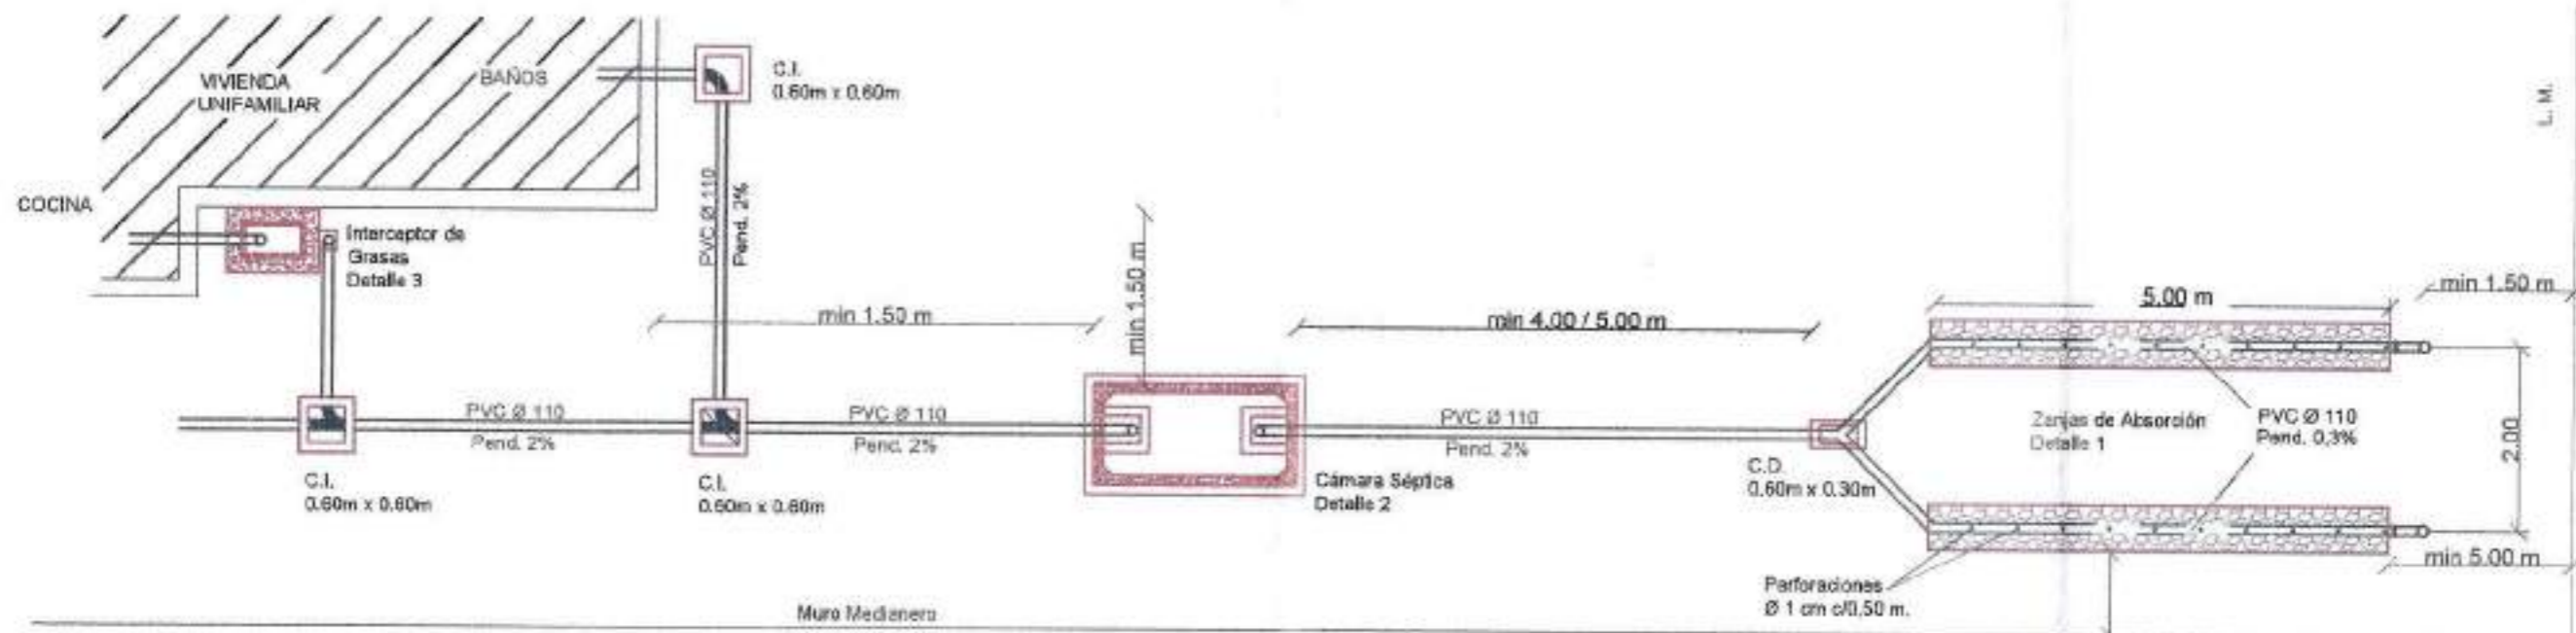 VIVIENDA
UNIFAMILIAR
BAÑOS
C.I.
0.60m x 0.60m
L. M.
COCINA
Interceptor de
Grasas
Detalle 3
PVC Ø 110
Pend. 2%
min 1.50 m
min 1.50 m
min 4.00 / 5.00 m
5.00 m
min 1.50 m
PVC Ø 110
Pend. 2%
PVC Ø 110
Pend. 2%
PVC Ø 110
Pend. 2%
Zanjas de Absorción
Detalle 1
PVC Ø 110
Pend. 0,3%
2.00
C.I.
0.60m x 0.60m
C.I.
0.60m x 0.60m
Cámara Séptica
Detalle 2
C.D.
0.60m x 0.30m
min 5.00 m
Perforaciones
Ø 1 cm c/0,50 m.
Muro Medianero